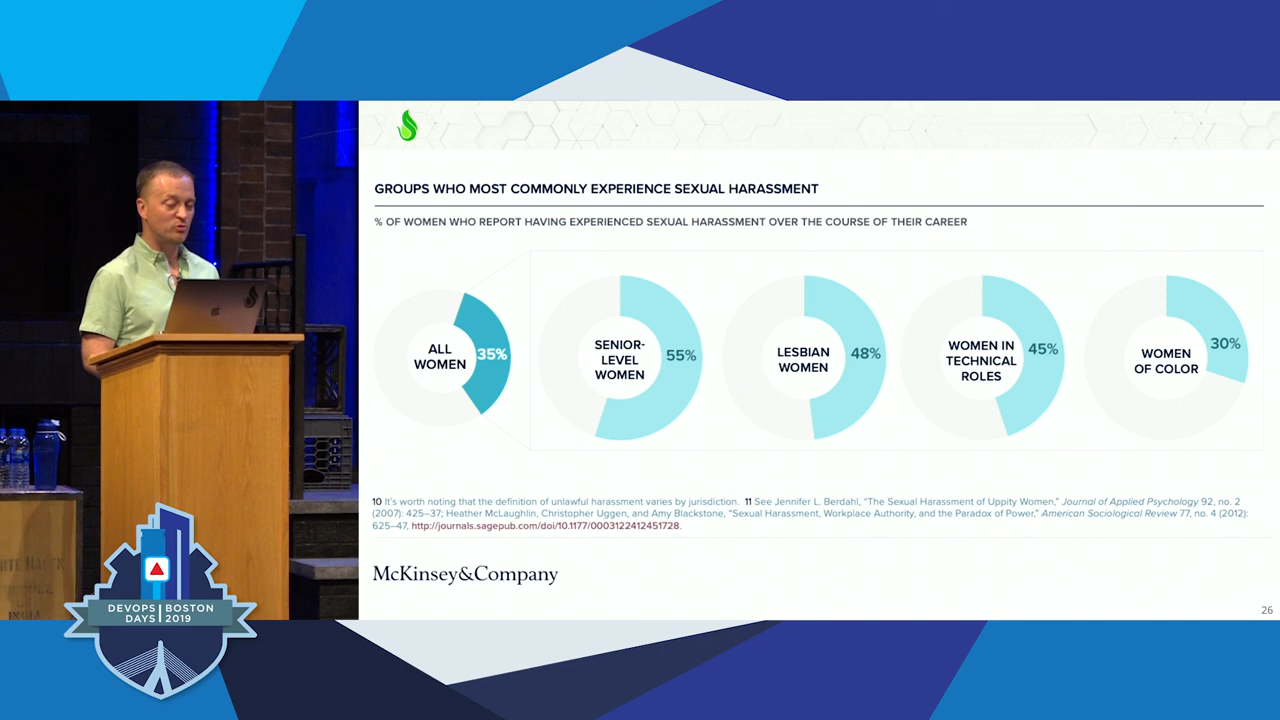 GROUPS WHO MOST COMMONLY EXPERIENCE SEXUAL HARASSMENT
% OF WOMEN WHO REPORT HAVING EXPERIENCED SEXUAL HARASSMENT OVER THE COURSE OF THEIR CAREER
ALL
WOMEN
35%
SENIOR-
LEVEL
WOMEN
55%
LESBIAN
WOMEN
48%
WOMEN IN
TECHNICAL
ROLES
45%
WOMEN
OF COLOR
30%
10 It's worth noting that the definition of unlawful harassment varies by jurisdiction. 11 See Jennifer L. Berdahl, “The Sexual Harassment of Uppity Women,” Journal of Applied Psychology 92, no. 2
(2007): 425–37; Heather McLaughlin, Christopher Uggen, and Amy Blackstone, “Sexual Harassment, Workplace Authority, and the Paradox of Power,” American Sociological Review 77, no. 4 (2012):
625–47, http://journals.sagepub.com/doi/10.1177/0003122412451728.
McKinsey&Company
26
DEVOPS BOSTON
DAYS 2019